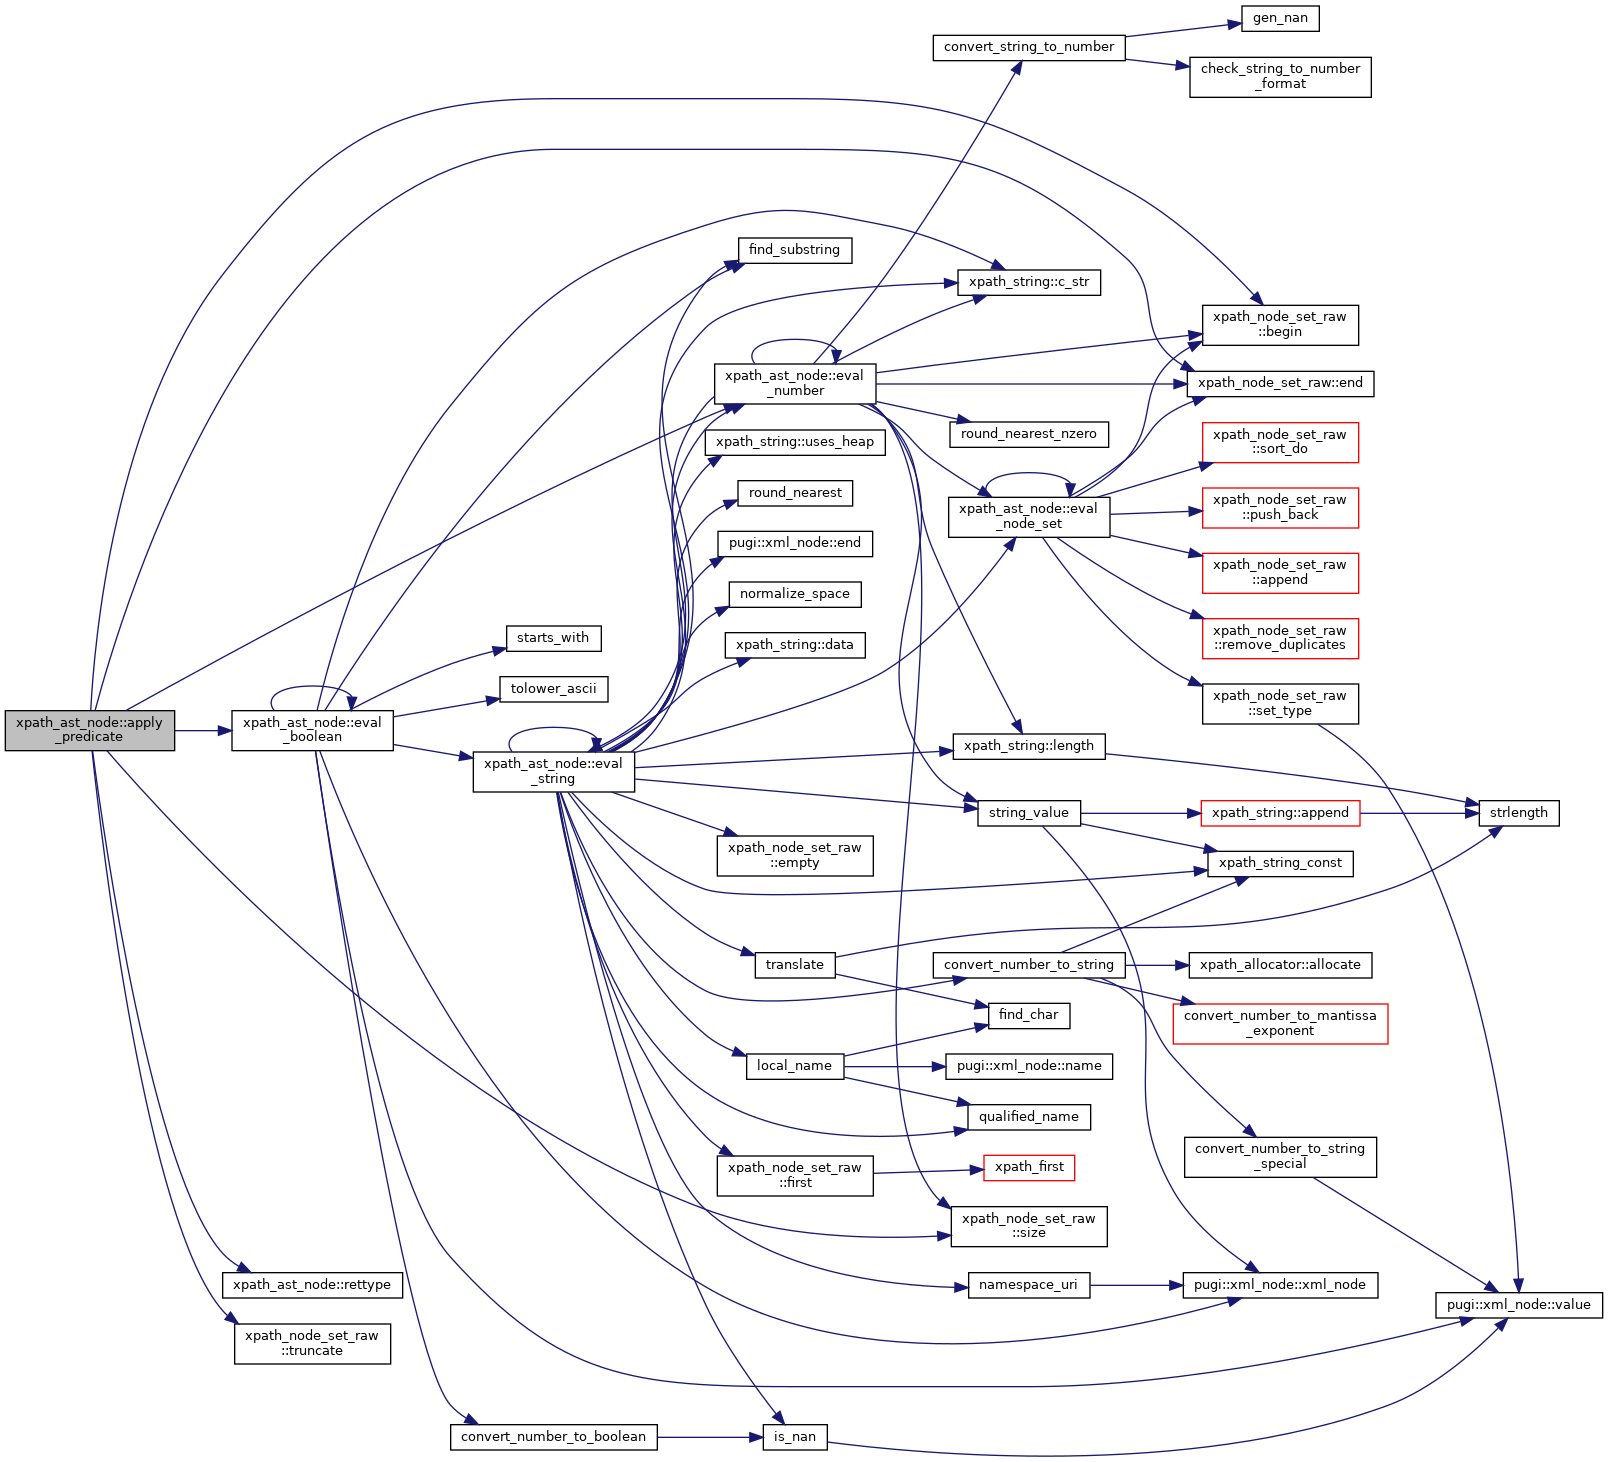 gen_nan
convert_string_to_number
check_string_to_number
_format
find_substring
xpath_string::c_str
xpath_node_set_raw
::begin
xpath_ast_node::eval
_number
xpath_node_set_raw::end
round_nearest_nzero
xpath_string::uses_heap
xpath_node_set_raw
::sort_do
round_nearest
xpath_node_set_raw
::push_back
xpath_ast_node::eval
_node_set
pugi::xml_node::end
xpath_node_set_raw
::append
normalize_space
starts_with
xpath_string::data
xpath_node_set_raw
::remove_duplicates
tolower_ascii
xpath_node_set_raw
::set_type
xpath_ast_node::apply
_predicate
xpath_ast_node::eval
_boolean
xpath_string::length
xpath_ast_node::eval
_string
string_value
xpath_string::append
strlength
xpath_node_set_raw
::empty
xpath_string_const
translate
convert_number_to_string
xpath_allocator::allocate
find_char
convert_number_to_mantissa
_exponent
local_name
pugi::xml_node::name
qualified_name
convert_number_to_string
_special
xpath_node_set_raw
::first
xpath_first
xpath_node_set_raw
::size
xpath_ast_node::rettype
namespace_uri
pugi::xml_node::xml_node
pugi::xml_node::value
xpath_node_set_raw
::truncate
convert_number_to_boolean
is_nan